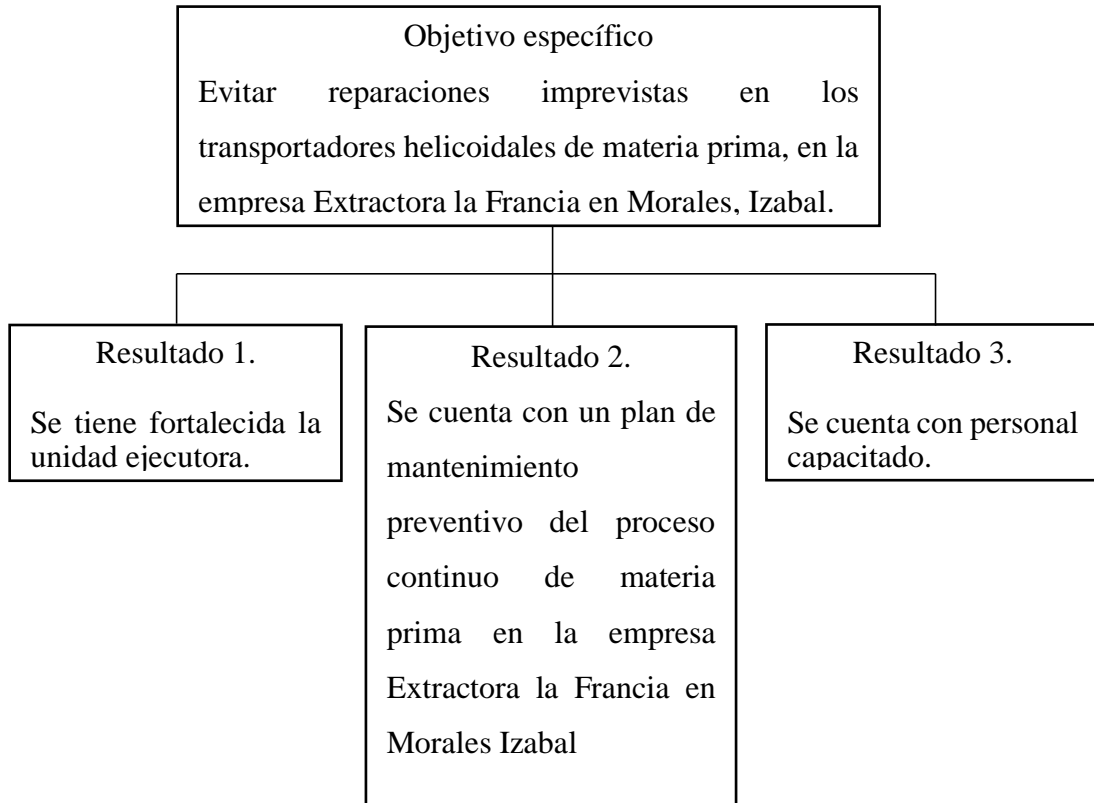 Objetivo específico
Evitar reparaciones imprevistas en los
transportadores helicoidales de materia prima, en la
empresa Extractora la Francia en Morales, Izabal.
Resultado 1.
Se tiene fortalecida la
unidad ejecutora.
Resultado 2.
Se cuenta con un plan de
mantenimiento
preventivo del proceso
continuo de materia
prima en la empresa
Extractora la Francia en
Morales Izabal
Resultado 3.
Se cuenta con personal
capacitado.